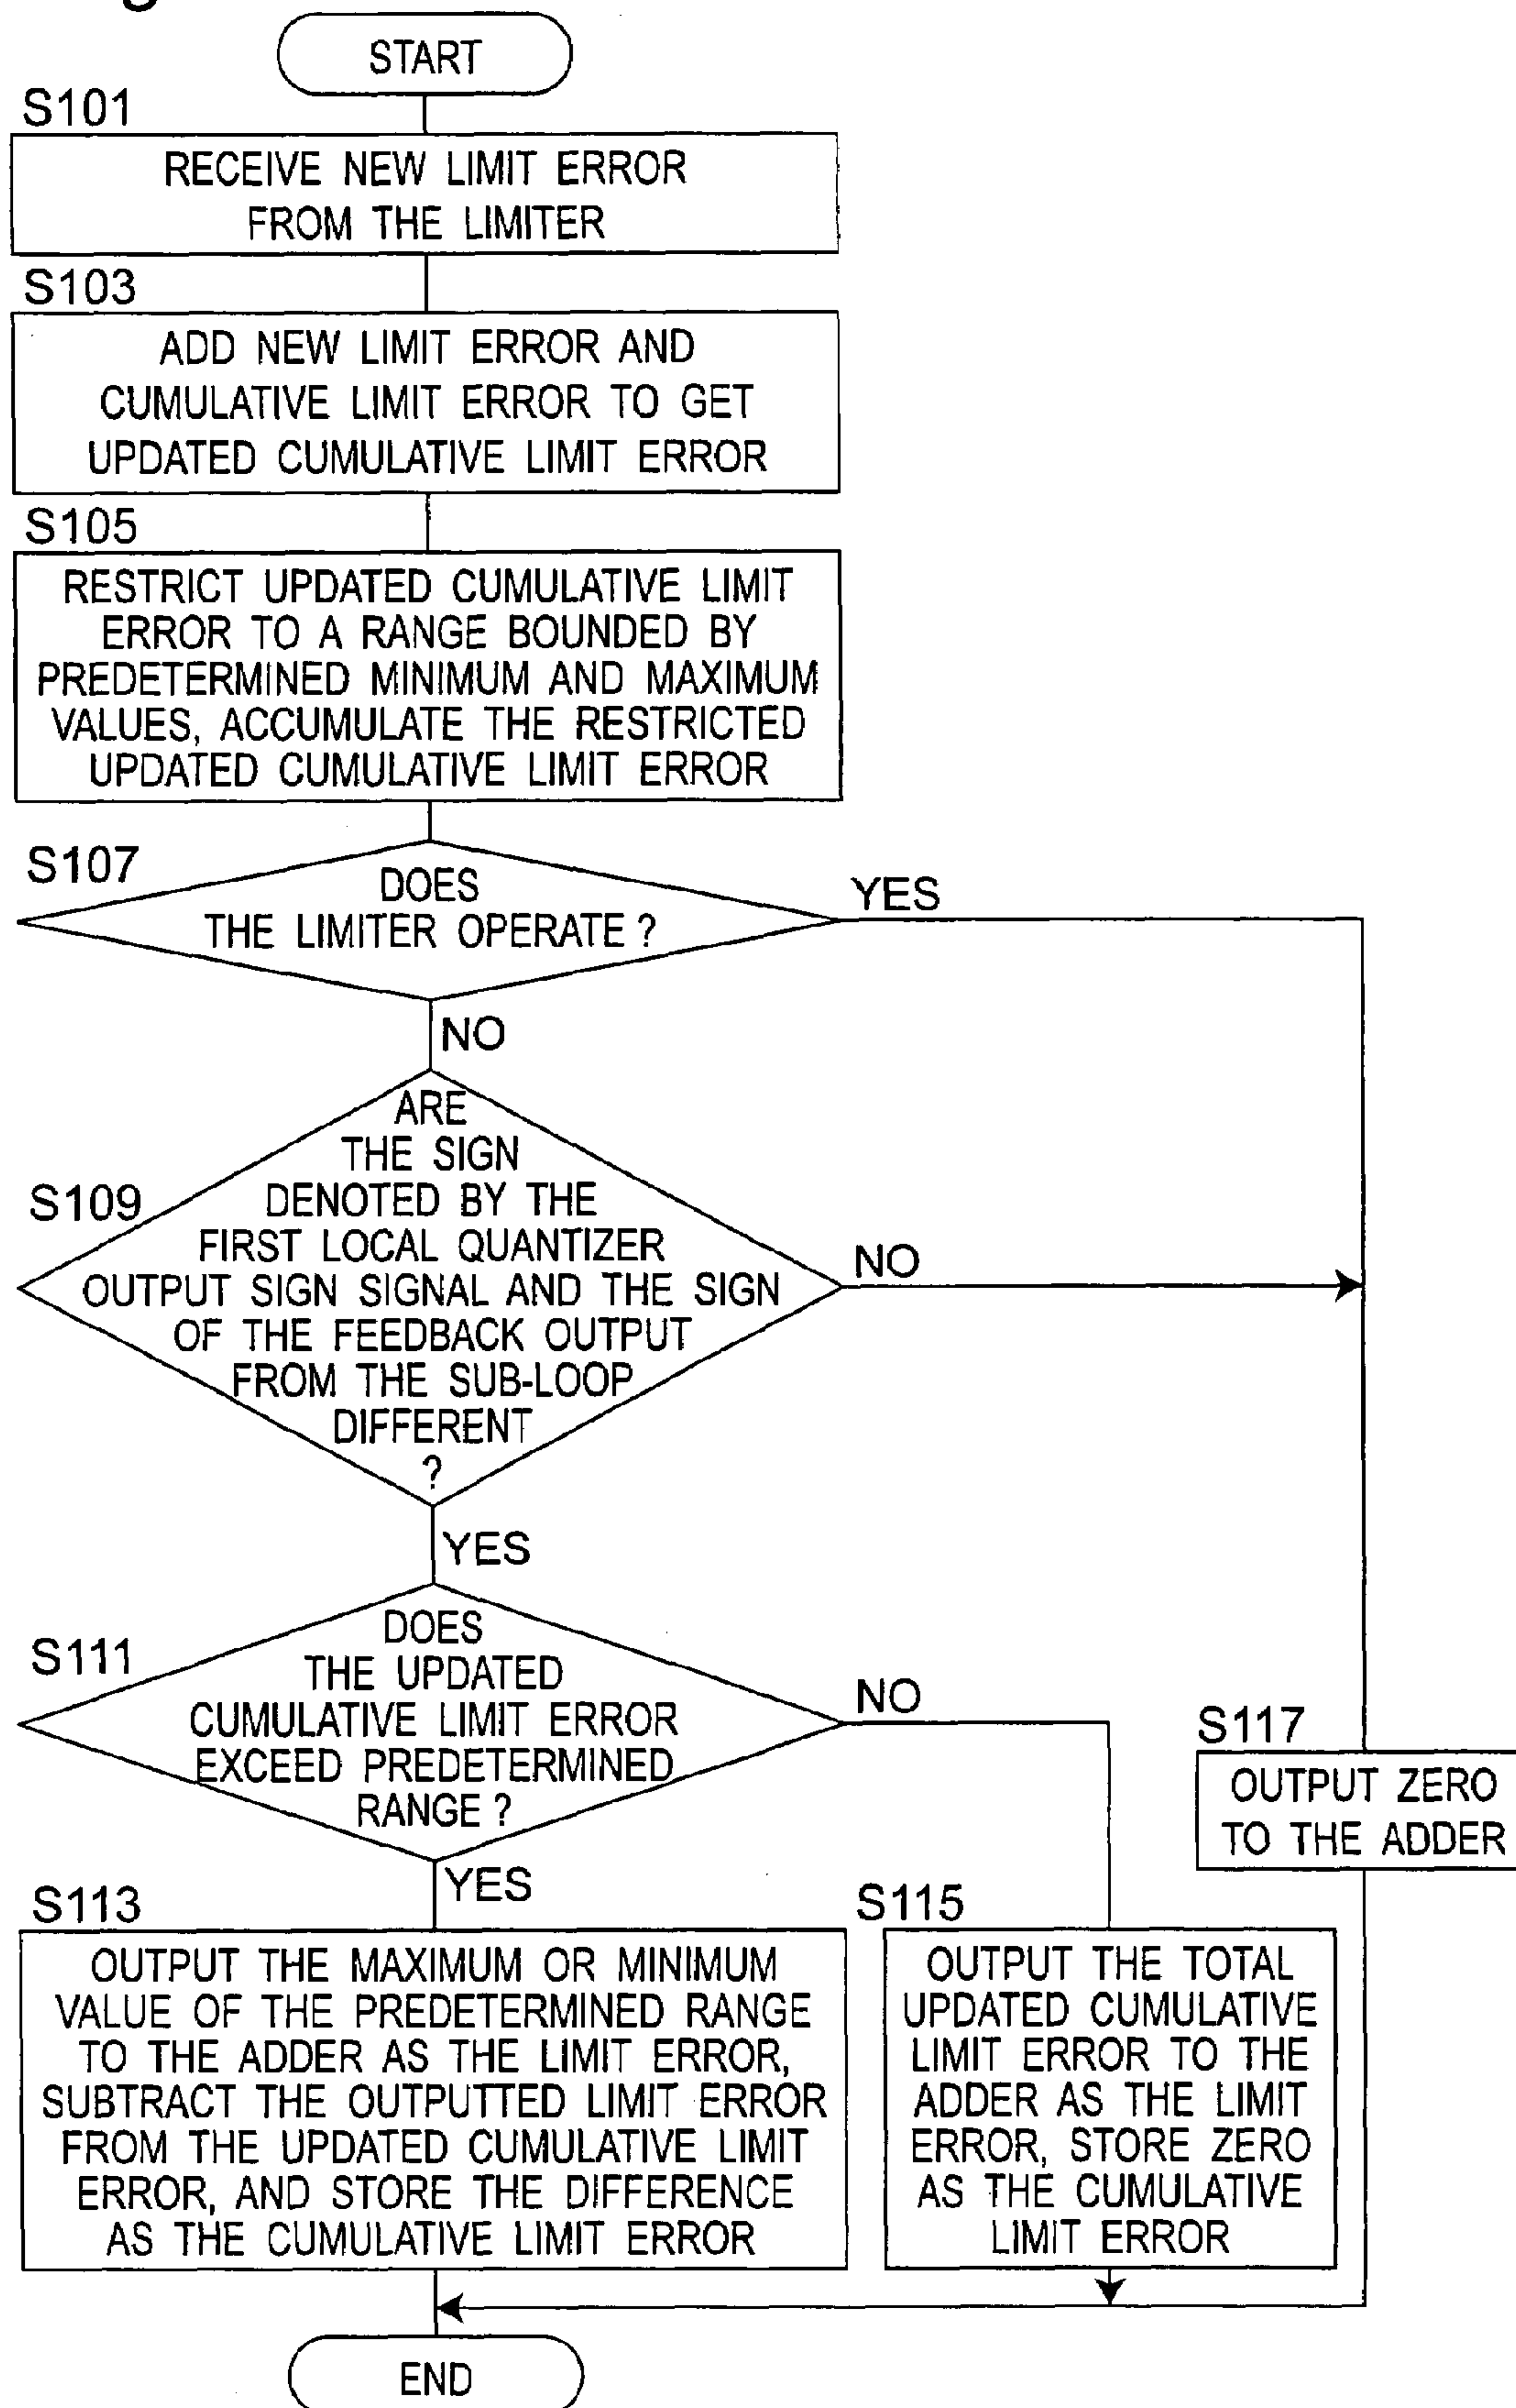 START
S101
RECEIVE NEW LIMIT ERROR
FROM THE LIMITER
S103
ADD NEW LIMIT ERROR AND
CUMULATIVE LIMIT ERROR TO GET
UPDATED CUMULATIVE LIMIT ERROR
S105
RESTRICT UPDATED CUMULATIVE LIMIT
ERROR TO A RANGE BOUNDED BY
PREDETERMINED MINIMUM AND MAXIMUM
VALUES, ACCUMULATE THE RESTRICTED
UPDATED CUMULATIVE LIMIT ERROR
S107
DOES
THE LIMITER OPERATE ?
YES
NO
S109
ARE
THE SIGN
DENOTED BY THE
FIRST LOCAL QUANTIZER
OUTPUT SIGN SIGNAL AND THE SIGN
OF THE FEEDBACK OUTPUT
FROM THE SUB-LOOP
DIFFERENT
?
NO
YES
S111
DOES
THE UPDATED
CUMULATIVE LIMIT ERROR
EXCEED PREDETERMINED
RANGE ?
NO
YES
S117
OUTPUT ZERO
TO THE ADDER
S113
OUTPUT THE MAXIMUM OR MINIMUM
VALUE OF THE PREDETERMINED RANGE
TO THE ADDER AS THE LIMIT ERROR,
SUBTRACT THE OUTPUTTED LIMIT ERROR
FROM THE UPDATED CUMULATIVE LIMIT
ERROR, AND STORE THE DIFFERENCE
AS THE CUMULATIVE LIMIT ERROR
S115
OUTPUT THE TOTAL
UPDATED CUMULATIVE
LIMIT ERROR TO THE
ADDER AS THE LIMIT
ERROR, STORE ZERO
AS THE CUMULATIVE
LIMIT ERROR
END